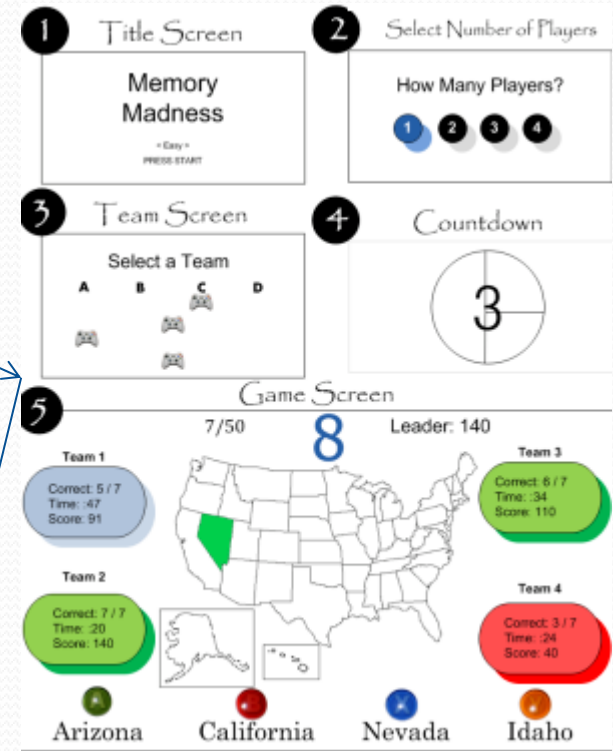 1 Title Screen
Memory
Madness
< Easy >
PRESS START
2 Select Number of Players
How Many Players?
1 2 3 4
3 Team Screen
Select a Team
A B C D
4 Countdown
3
5 Game Screen
7/50 8 Leader: 140
Team 1
Correct: 5 / 7
Time: :47
Score: 91
Team 2
Correct: 7 / 7
Time: :20
Score: 140
Team 3
Correct: 6 / 7
Time: :34
Score: 110
Team 4
Correct: 3 / 7
Time: :24
Score: 40
A B X Y
Arizona California Nevada Idaho